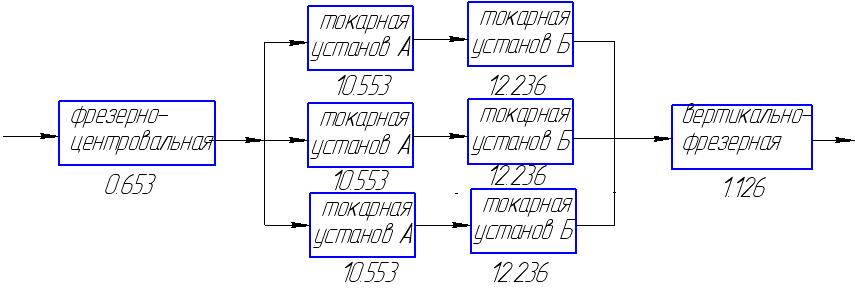 токарная
установ А
10.553
токарная
установ Б
12.236
фрезерно-
центровальная
0.653
токарная
установ А
10.553
токарная
установ Б
12.236
вертикально-
фрезерная
1.126
токарная
установ А
10.553
токарная
установ Б
12.236